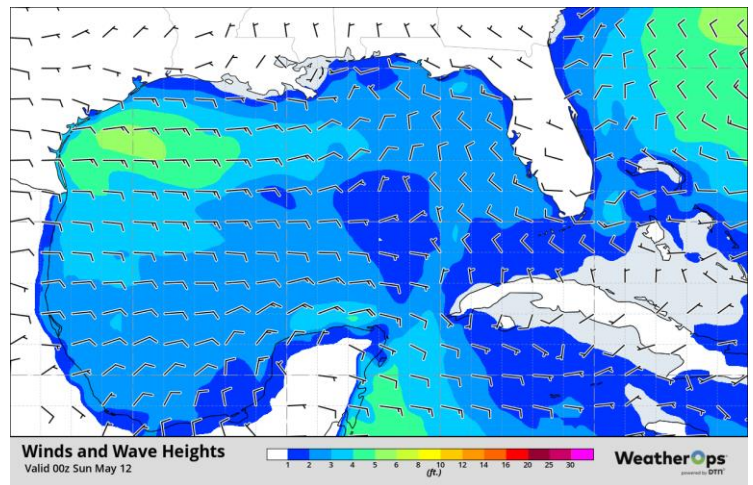 Winds and Wave Heights
Valid 00z Sun May 12
1 2 3 4 5 6 8 10 12 14 16 20 25 30
(ft.)
WeatherOps
powered by DTN